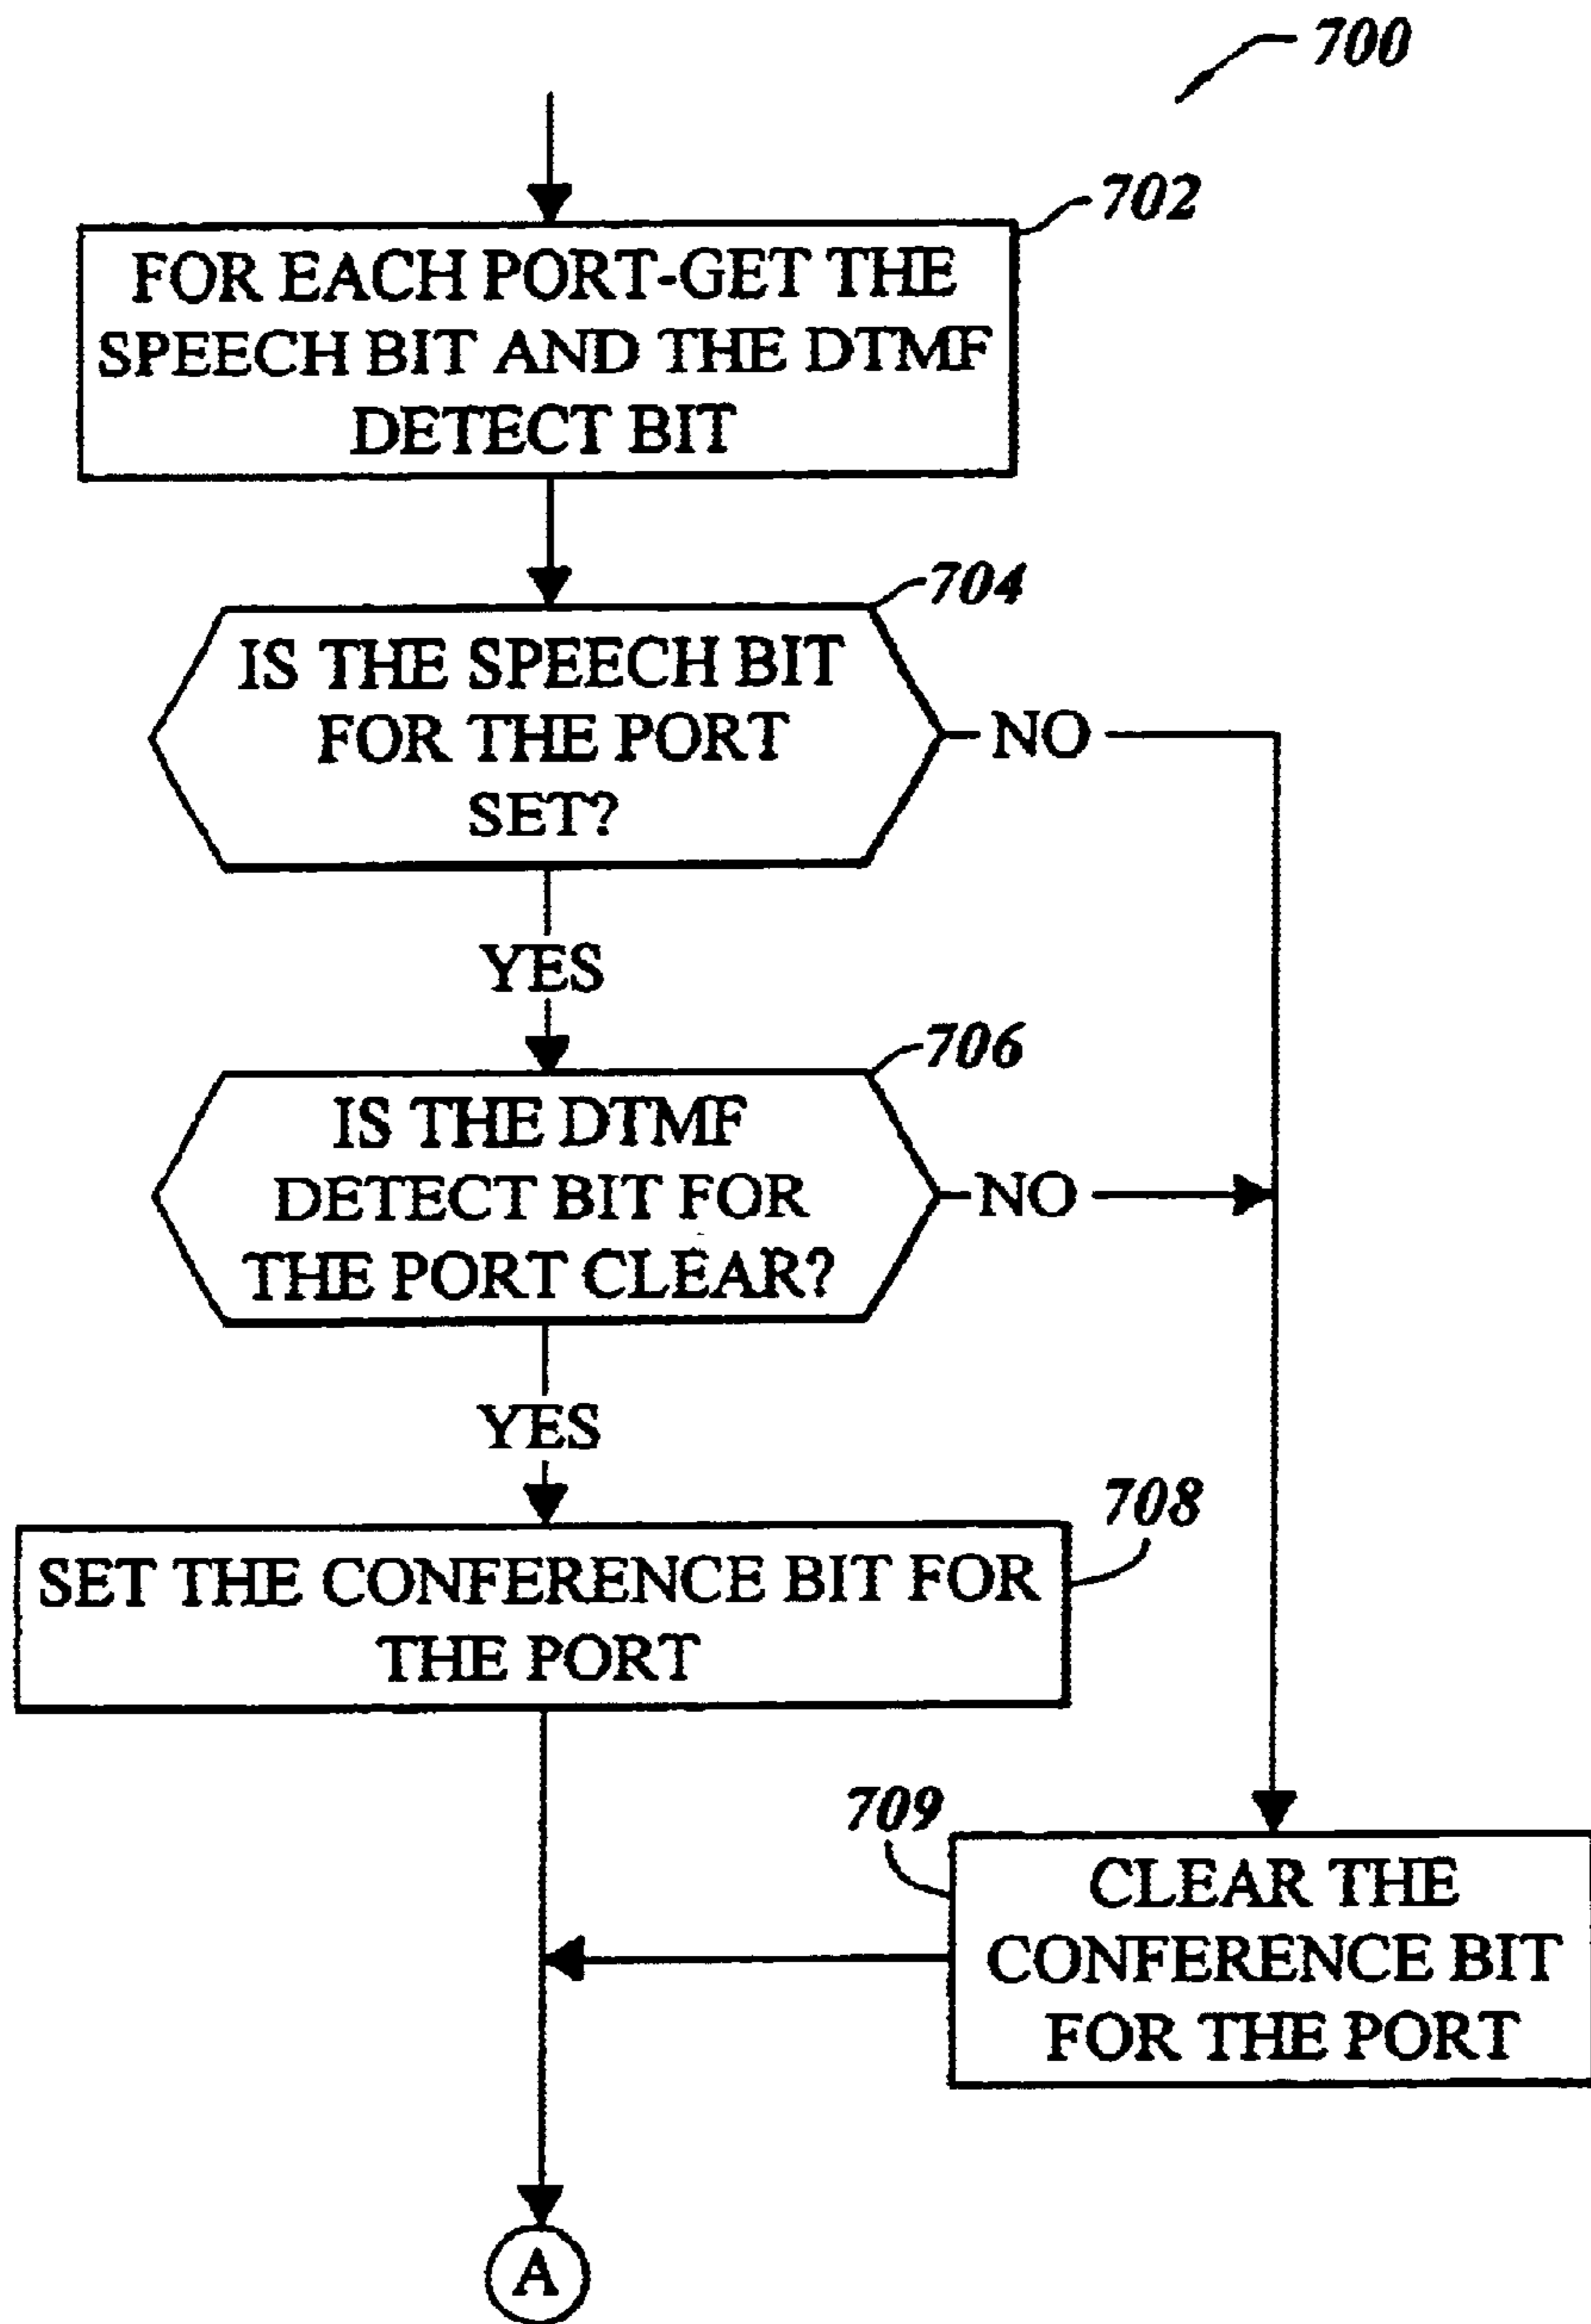 700
702
FOR EACH PORT-GET THE
SPEECH BIT AND THE DTMF
DETECT BIT
704
IS THE SPEECH BIT
FOR THE PORT
SET?
NO
YES
706
IS THE DTMF
DETECT BIT FOR
THE PORT CLEAR?
NO
YES
708
SET THE CONFERENCE BIT FOR
THE PORT
709
CLEAR THE
CONFERENCE BIT
FOR THE PORT
A